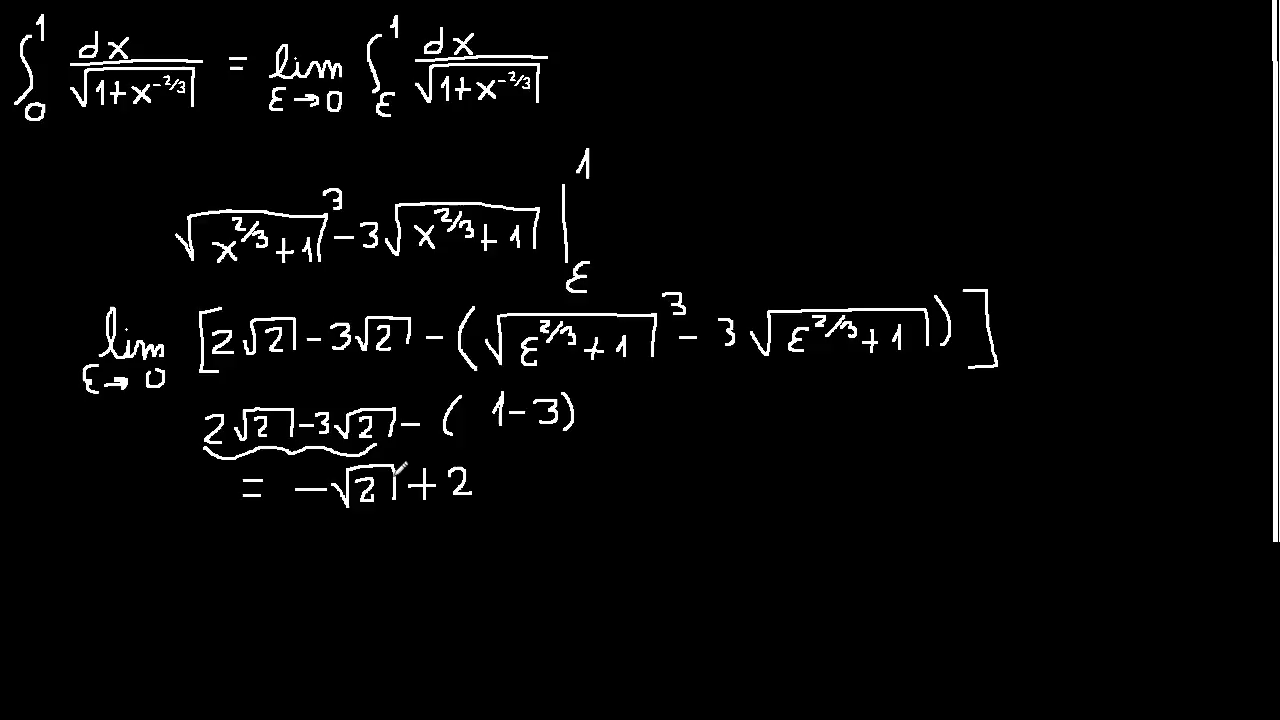 ∫₀¹ dx/√(1+x^(-2/3)) = lim_{ε→0} ∫_ε¹ dx/√(1+x^(-2/3))
√(x^(2/3)+1)³ - 3√(x^(2/3)+1) |_ε¹
lim_{ε→0} [2√2 - 3√2 - (√(ε^(2/3)+1)³ - 3√(ε^(2/3)+1))]
2√2 - 3√2 - (1-3)
= -√2 + 2